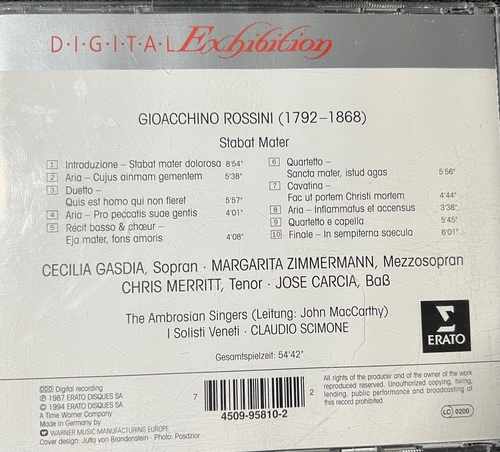 D·I·G·I·T·A·L Exhibition
GIOACCHINO ROSSINI (1792–1868)
Stabat Mater
1 Introduzione – Stabat mater dolorosa 8'54"
2 Aria – Cujus animam gementem 5'38"
3 Duetto –
Quis est homo qui non fleret 5'57"
4 Aria – Pro peccatis suae gentis 4'01"
5 Récit basso & chœur –
Eja mater, fons amoris 4'08"
6 Quartetto –
Sancta mater, istud agas 5'56"
7 Cavatina –
Fac ut portem Christi mortem 4'44"
8 Aria – Inflammatus et accensus 3'38"
9 Quartetto e capella 5'45"
10 Finale – In sempiterna saecula 6'01"
CECILIA GASDIA, Sopran · MARGARITA ZIMMERMANN, Mezzosopran
CHRIS MERRITT, Tenor · JOSE CARCIA, Baß
The Ambrosian Singers (Leitung: John MacCarthy)
I Solisti Veneti – CLAUDIO SCIMONE
ERATO
Gesamtspielzeit: 54'42"
DDD Digital recording
℗ 1987 ERATO DISQUES SA
© 1994 ERATO DISQUES SA
A Time Warner Company
Made in Germany by
WARNER MUSIC MANUFACTURING EUROPE
Cover design: Jutta von Brandenstein · Photo: Posdzior
7 2
4509-95810-2
All rights of the producer and of the owner of the work
reproduced reserved. Unauthorized copying, hiring,
lending, public performance and broadcasting of
this record prohibited.
LC 0200